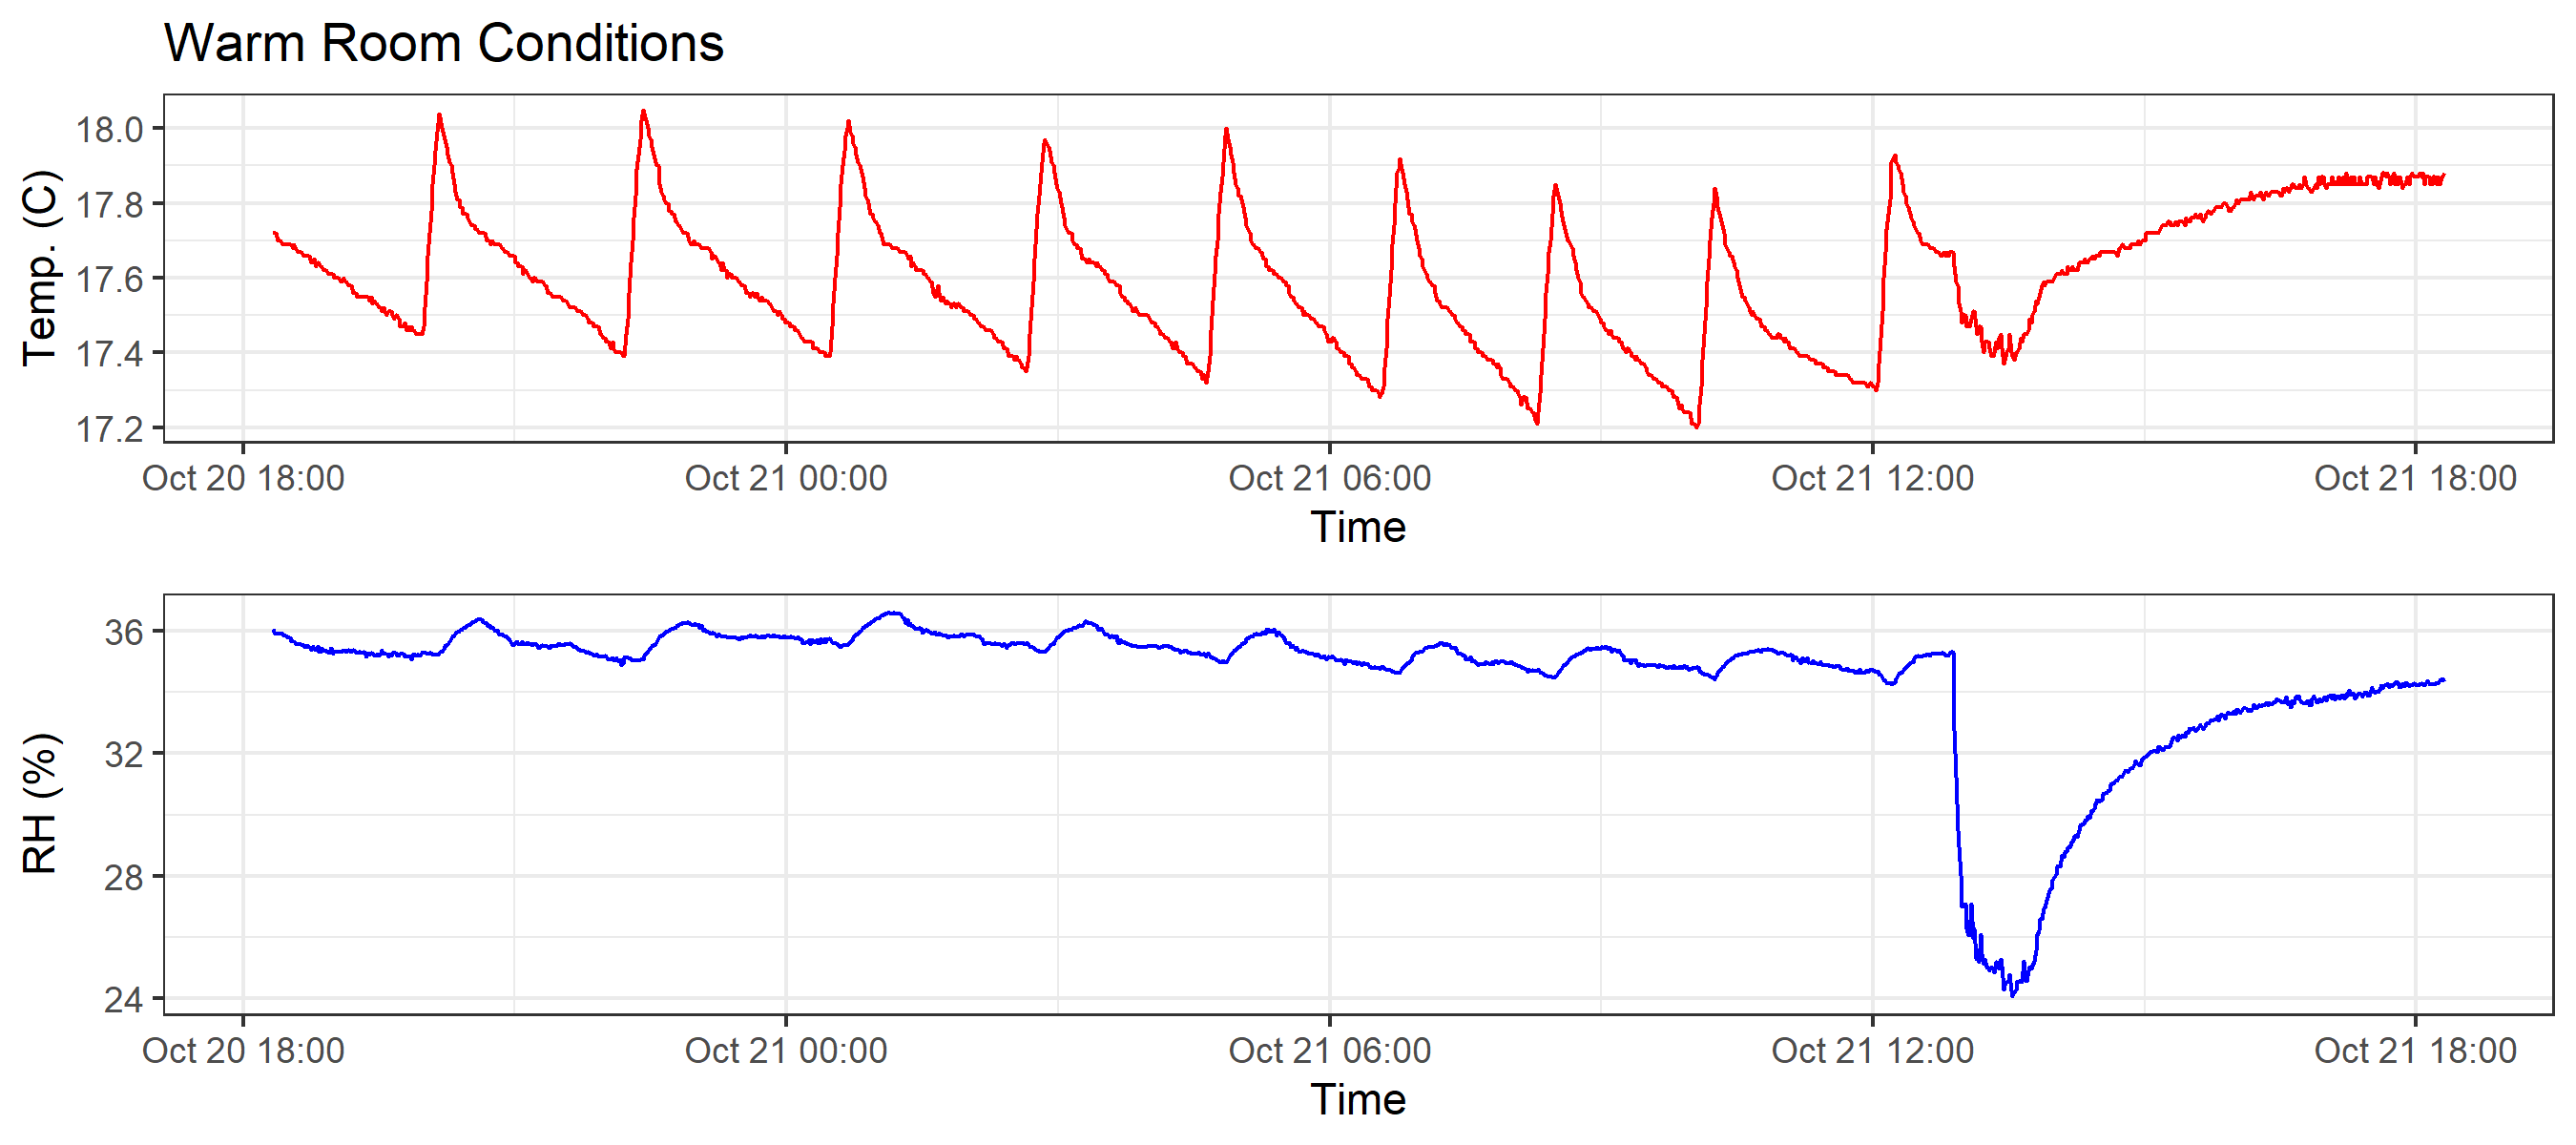 Warm Room Conditions
Temp. (C)
18.0
17.8
17.6
17.4
17.2
Oct 20 18:00 Oct 21 00:00 Oct 21 06:00 Oct 21 12:00 Oct 21 18:00
Time
RH (%)
36
32
28
24
Oct 20 18:00 Oct 21 00:00 Oct 21 06:00 Oct 21 12:00 Oct 21 18:00
Time